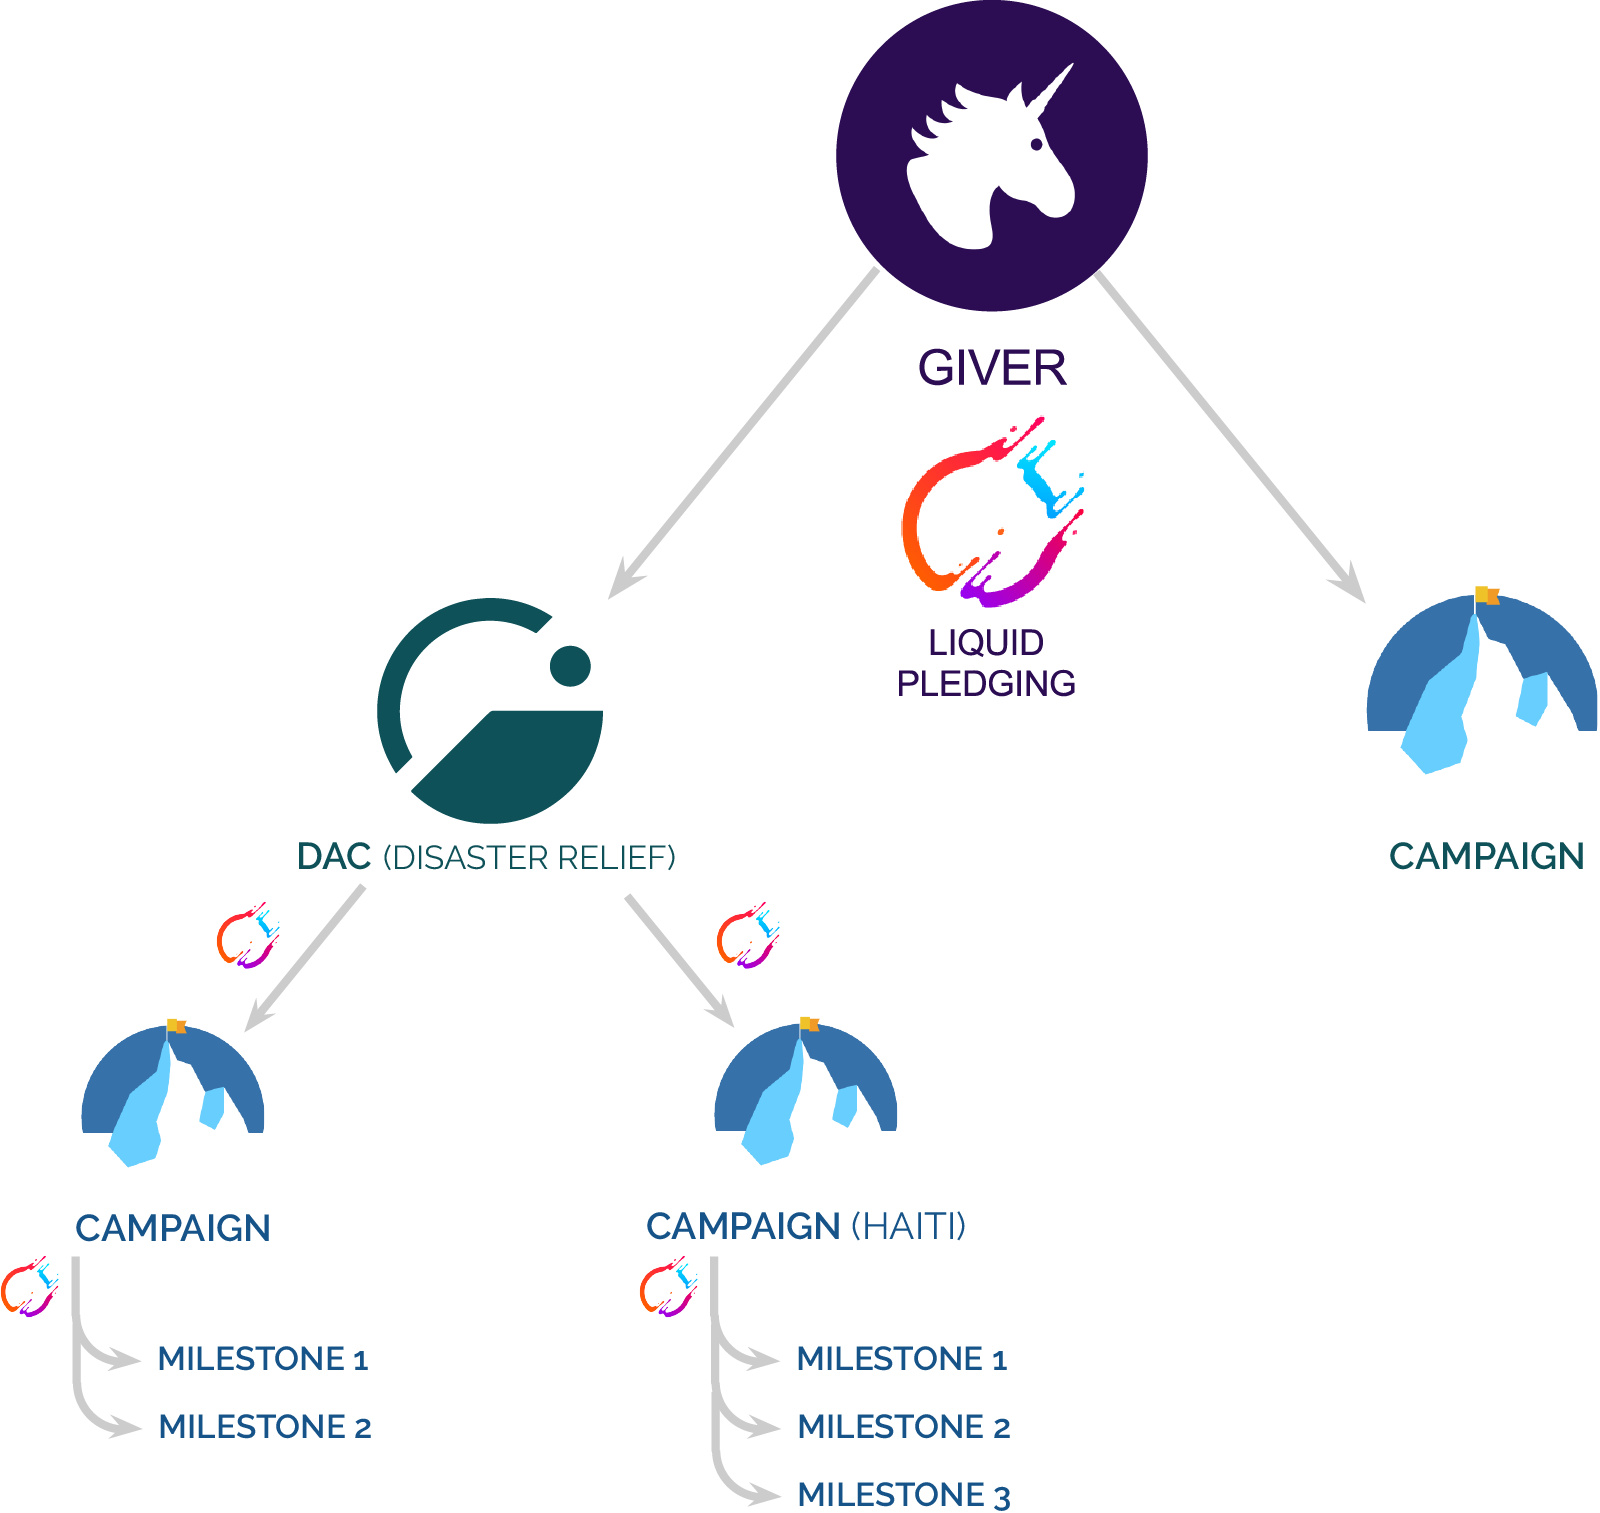 GIVER
LIQUID
PLEDGING
DAC (DISASTER RELIEF)
CAMPAIGN
CAMPAIGN
CAMPAIGN (HAITI)
MILESTONE 1
MILESTONE 2
MILESTONE 1
MILESTONE 2
MILESTONE 3